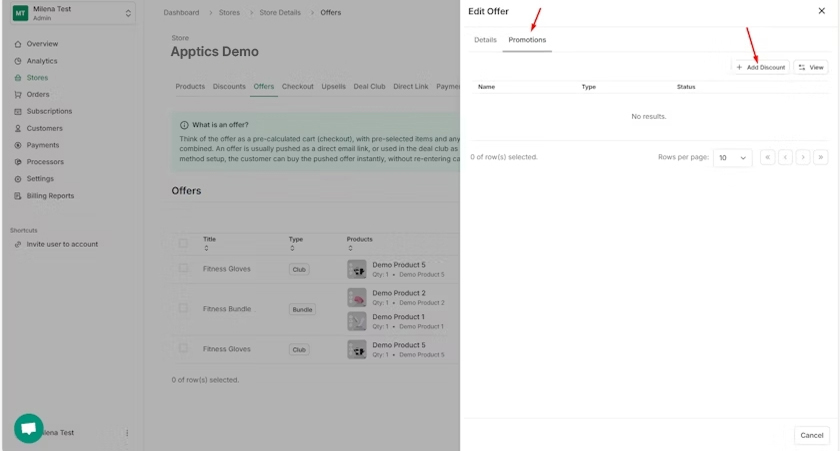 MT
Milena Test
Admin
Overview
Analytics
Stores
Orders
Subscriptions
Customers
Payments
Processors
Settings
Billing Reports
Shortcuts
Invite user to account
Test
Dashboard > Stores > Store Details > Offers
Store
Apptics Demo
Products Discounts Offers Checkout Upsells Deal Club Direct Link
What is an offer?
Think of the offer as a pre-calculated cart (checkout), with pre-selected items and any
combined. An offer is usually pushed as a direct email link, or used in the deal club as
method setup, the customer can buy the pushed offer instantly, without re-entering
Offers
Title Type Products
Fitness Gloves Club Demo Product 5
Qty: 1 • Demo Product 5
Fitness Bundle Bundle Demo Product 2
Qty: 1 • Demo Product 2
Demo Product 1
Qty: 1 • Demo Product 1
Fitness Gloves Club Demo Product 5
Qty: 1 • Demo Product 5
0 of row(s) selected.
Edit Offer
Details Promotions
+ Add Discount View
Name Type Status
No results.
0 of row(s) selected. Rows per page: 10
Cancel